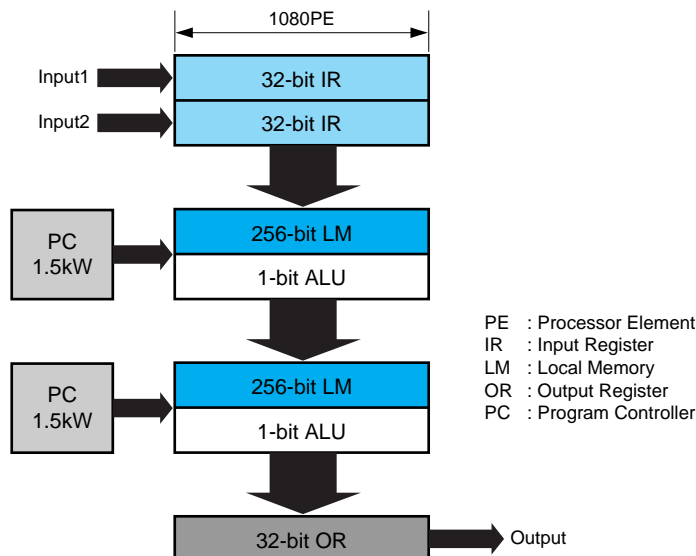 1080PE
Input1
32-bit IR
Input2
32-bit IR
PC
1.5kW
256-bit LM
1-bit ALU
PC
1.5kW
256-bit LM
1-bit ALU
PE : Processor Element
IR : Input Register
LM : Local Memory
OR : Output Register
PC : Program Controller
32-bit OR
Output